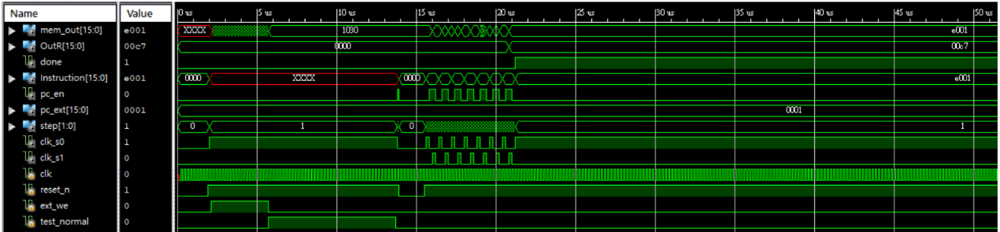 Name Value 0 us 5 us 10 us 15 us 20 us 25 us 30 us 35 us 40 us 45 us 50 us
mem_out[15:0] e001 XXXX 1080 e001
OutR[15:0] 00c7 0000 00c7
done 1
Instruction[15:0] e001 0000 XXXX 0000 e001
pc_en 0
pc_ext[15:0] 0001 0001
step[1:0] 1 0 1 0 1
clk_s0 1
clk_s1 0
clk 0
reset_n 1
ext_we 0
test_normal 0